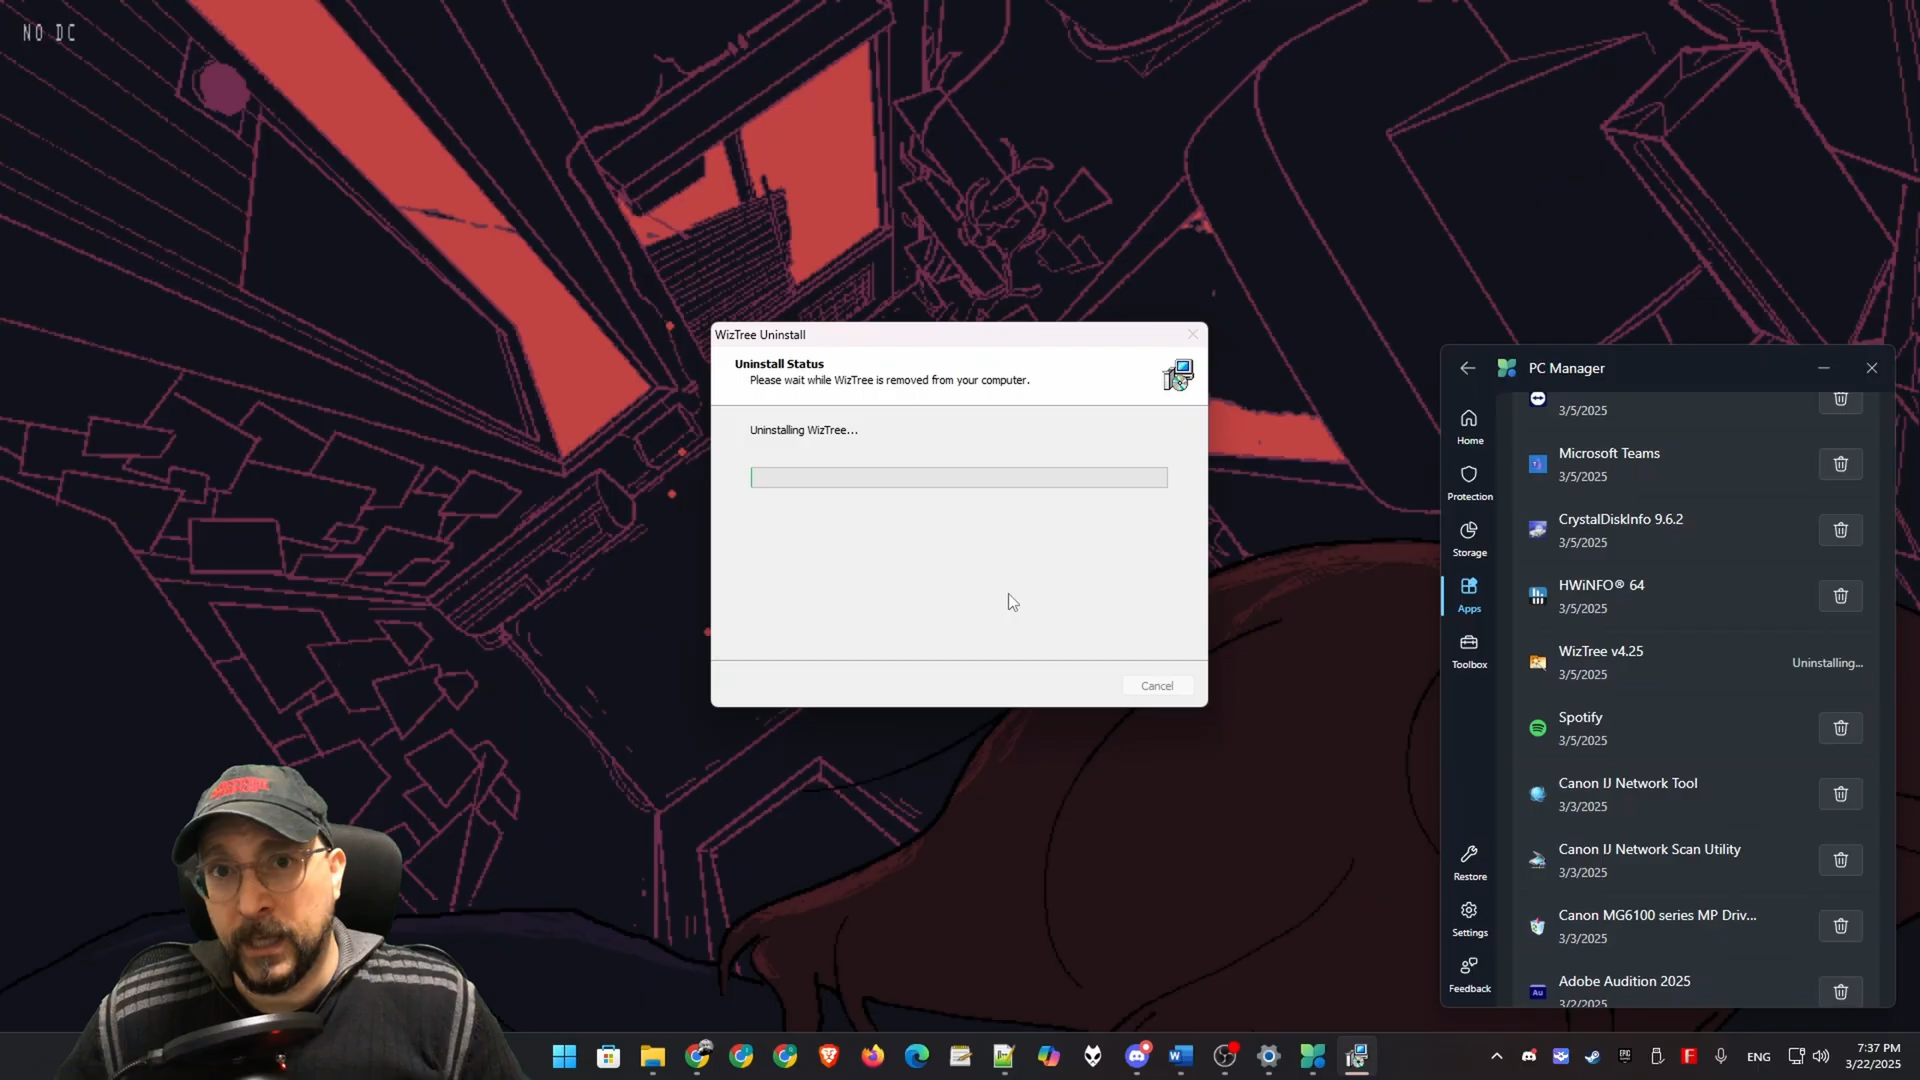 NO DC
WizTree Uninstall
Uninstall Status
Please wait while WizTree is removed from your computer.
Uninstalling WizTree...
Cancel
PC Manager
Home
Protection
Storage
Apps
Toolbox
Restore
Settings
Feedback
3/5/2025
Microsoft Teams
3/5/2025
CrystalDiskInfo 9.6.2
3/5/2025
HWiNFO® 64
3/5/2025
WizTree v4.25
3/5/2025
Uninstalling...
Spotify
3/5/2025
Canon IJ Network Tool
3/3/2025
Canon IJ Network Scan Utility
3/3/2025
Canon MG6100 series MP Driv...
3/3/2025
Au
Adobe Audition 2025
3/2/2025
ENG
7:37 PM
3/22/2025